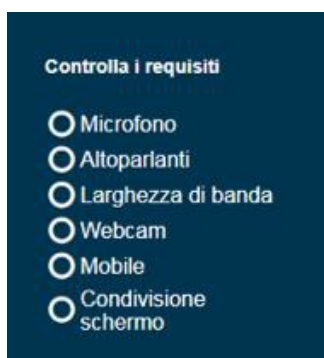 Controlla i requisiti
Microfono
Altoparlanti
Larghezza di banda
Webcam
Mobile
Condivisione
schermo